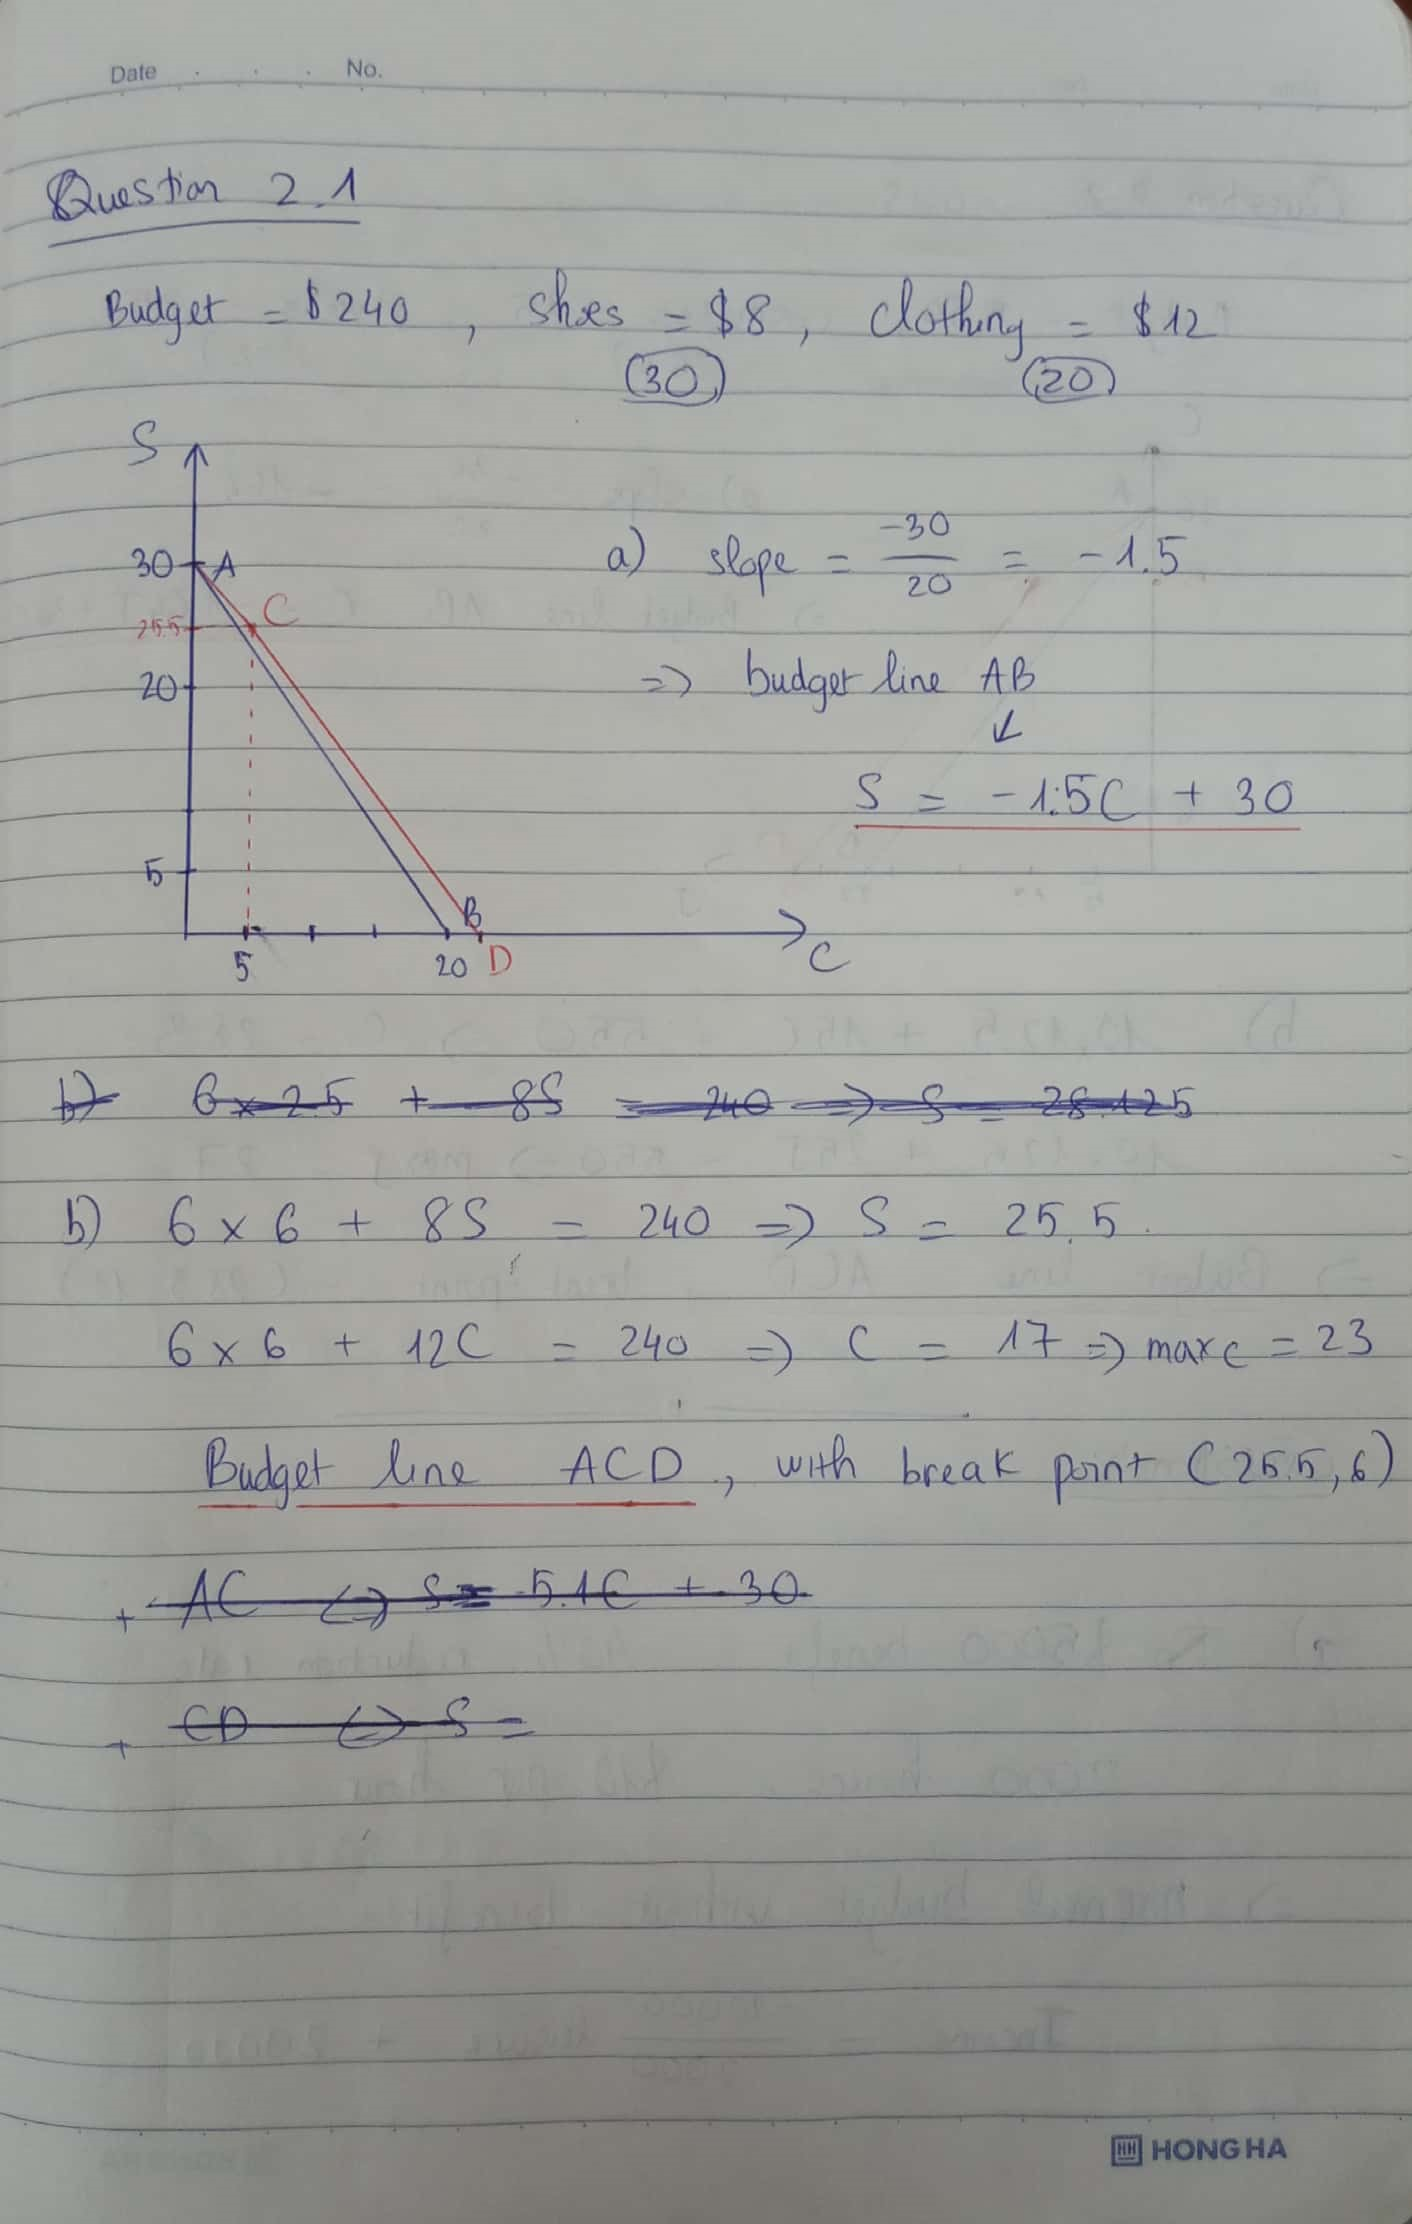 Date . . . No.
Question 2.1
Budget = $240 , shoes = $8 , clothing = $12
30 20
S
30 A
C
25.5
20
5
B
5 20 D C
a) slope = -30/20 = -1.5
=> budget line AB
↙
S = -1.5C + 30
b) 6 x 25 + 8S = 240 => S = 28.125
b) 6 x 6 + 8S = 240 => S = 25.5
6 x 6 + 12C = 240 => C = 17 => max c = 23
Budget line ACD , with break point (25.5, 6)
+ AC <=> S = -5.1C + 30
+ CD <=> S =
HH HONG HA